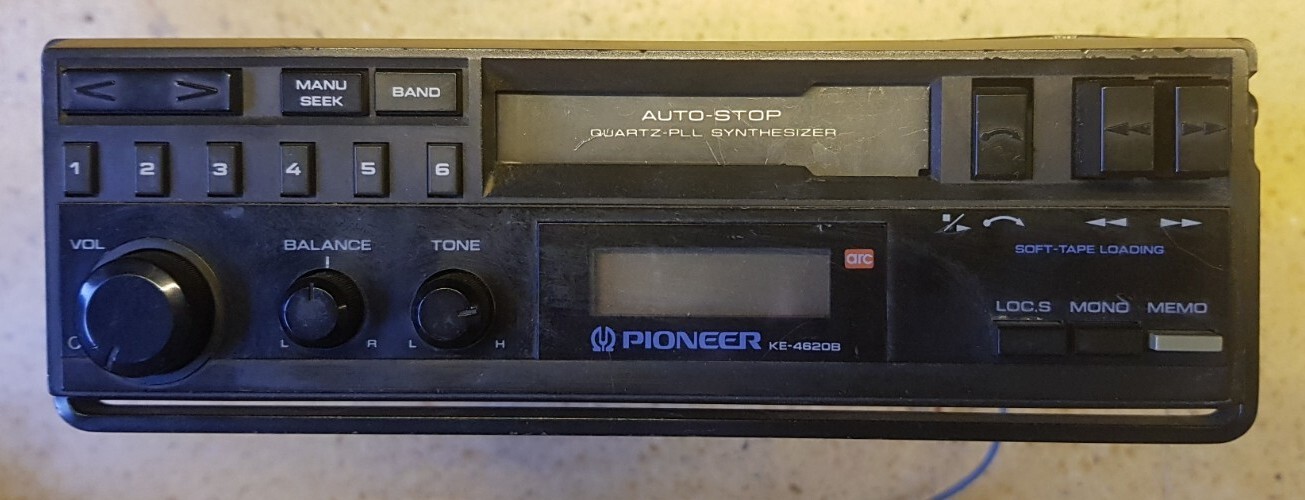 < >
MANU
SEEK
BAND
AUTO-STOP
QUARTZ-PLL SYNTHESIZER
1 2 3 4 5 6
VOL
BALANCE
L R
TONE
L H
arc
PIONEER KE-4620B
SOFT-TAPE LOADING
LOC.S MONO MEMO